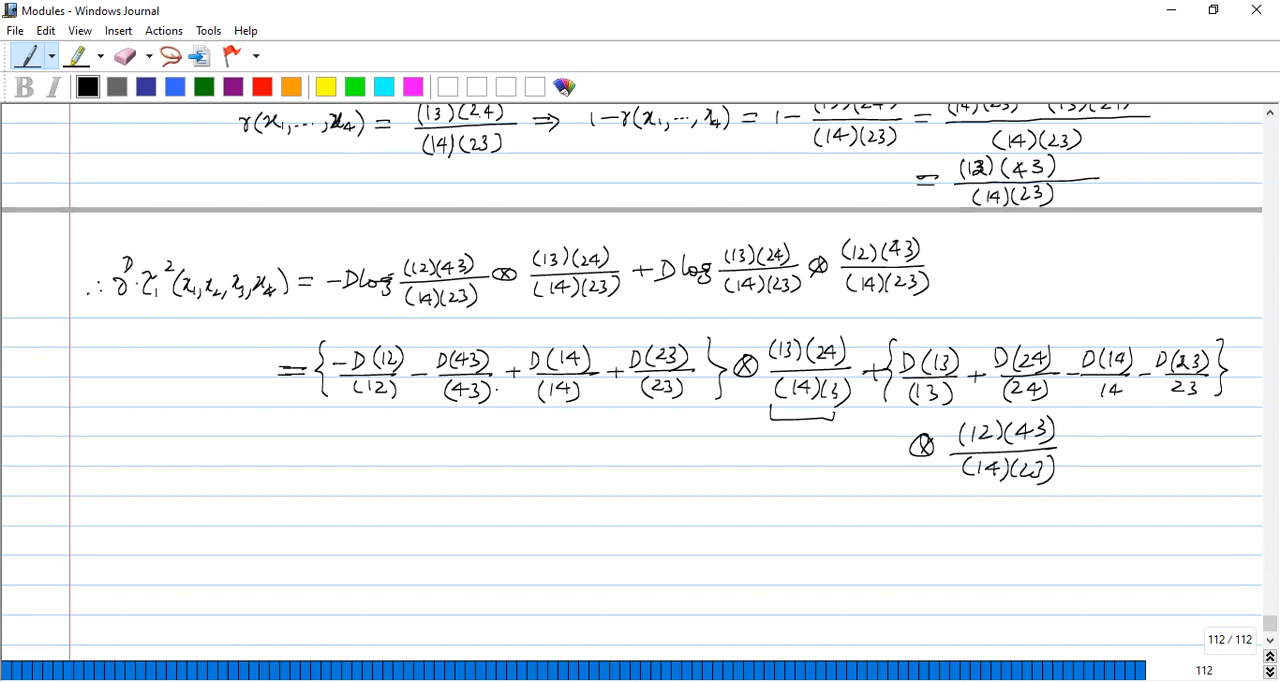 Modules - Windows Journal
File Edit View Insert Actions Tools Help
B I
r(x₁,…,x₄) = (13)(24)/(14)(23) ⇒ 1-r(x₁,…,x₄) = 1- (13)(24)/(14)(23) = (14)(23) (13)(24)/(14)(23)
= (12)(43)/(14)(23)
∴ ∂ᴰ·τ₁²(x₁,x₂,x₃,x₄) = -Dlog (12)(43)/(14)(23) ⊗ (13)(24)/(14)(23) + D log (13)(24)/(14)(23) ⊗ (12)(43)/(14)(23)
= { -D(12)/(12) - D(43)/(43) + D(14)/(14) + D(23)/(23) } ⊗ (13)(24)/(14)(3) + { D(13)/(13) + D(24)/(24) - D(14)/14 - D(23)/23 }
⊗ (12)(43)/(14)(23)
112 / 112
112